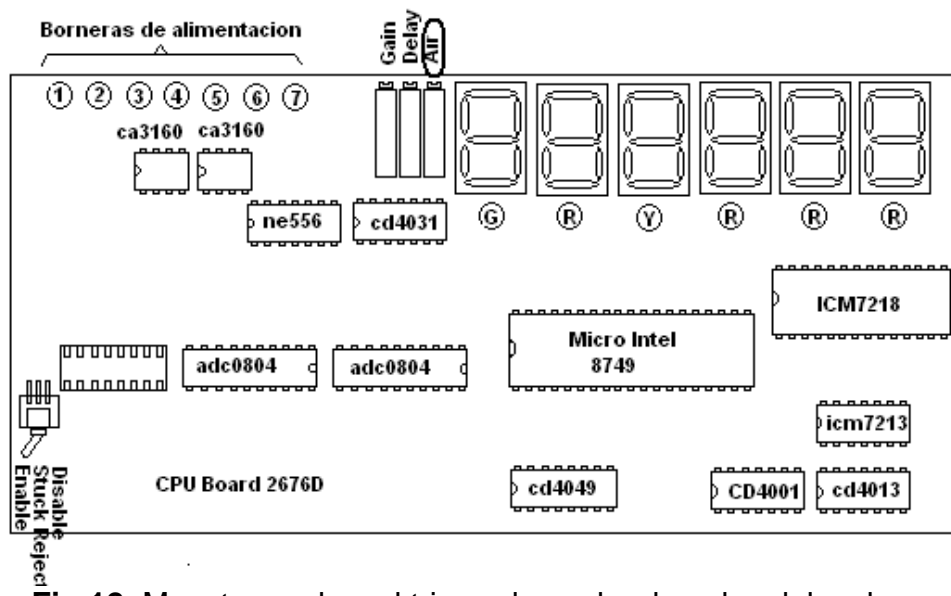 Borneras de alimentacion
Gain
Delay
Air
1 2 3 4 5 6 7
ca3160 ca3160
ne556 cd4031
G R Y R R R
ICM7218
Micro Intel
8749
adc0804 adc0804
icm7213
Disable
Stuck Reject
Enable
CPU Board 2676D
cd4049 CD4001 cd4013